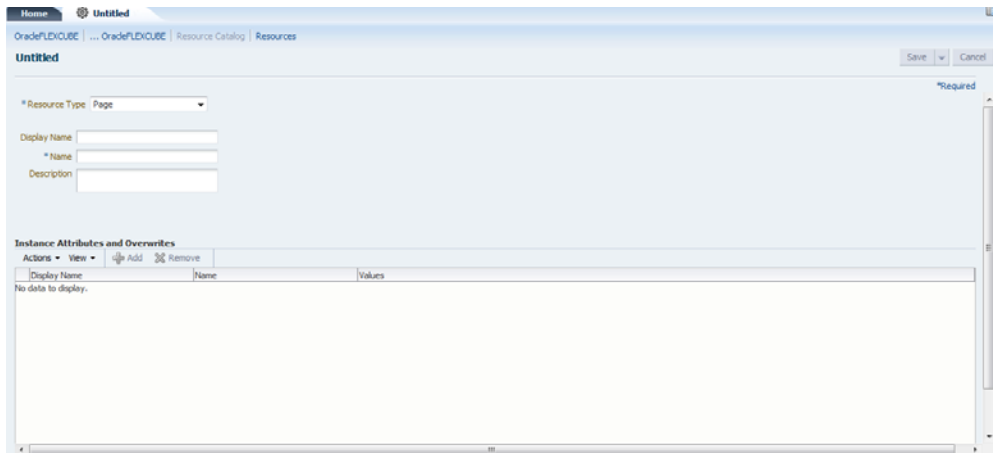 Home Untitled
OracleFLEXCUBE | ... OracleFLEXCUBE | Resource Catalog | Resources
Untitled Save Cancel
*Required
*Resource Type Page
Display Name
*Name
Description
Instance Attributes and Overwrites
Actions View Add Remove
Display Name Name Values
No data to display.